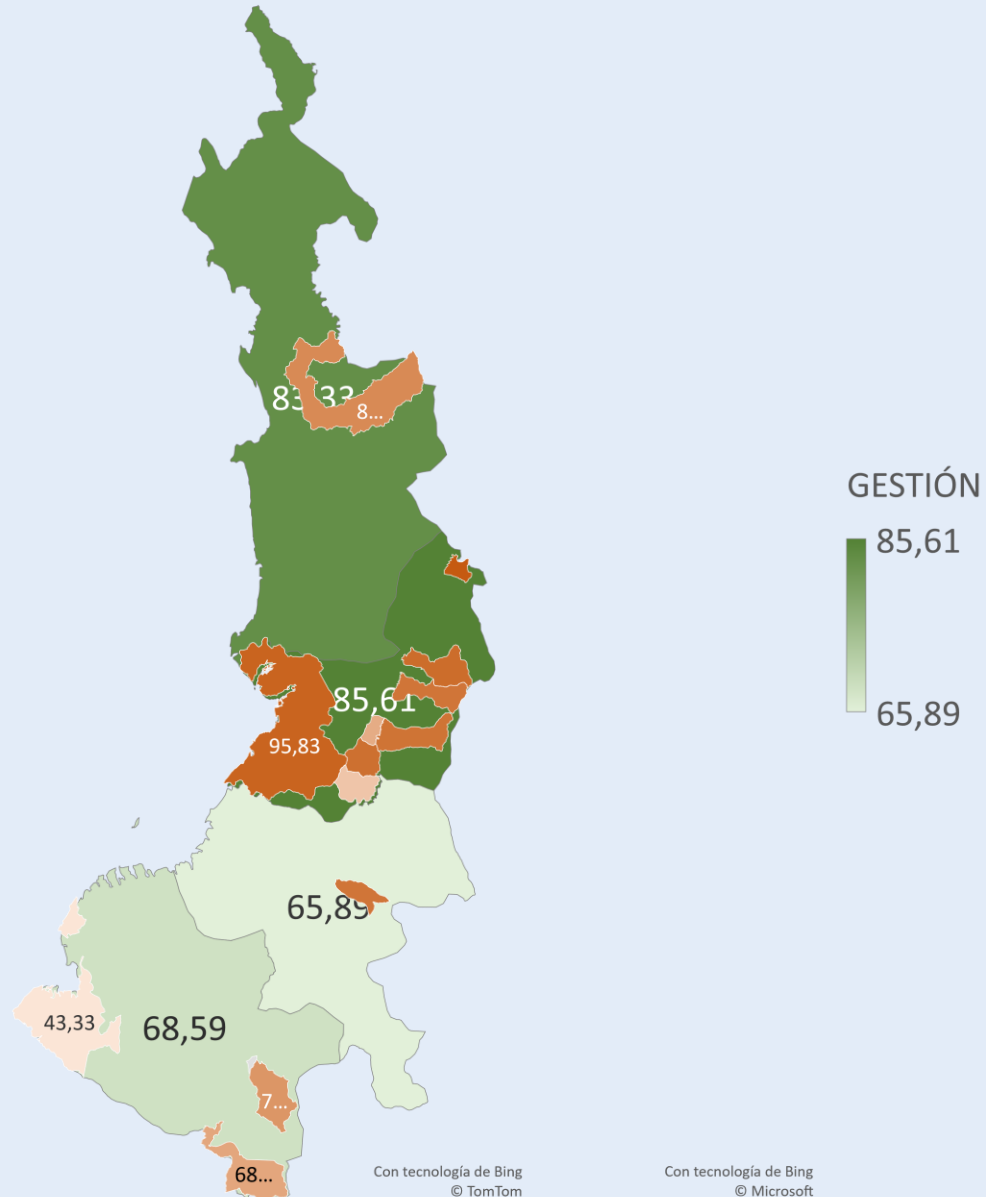 83,33
8...
GESTIÓN
85,61
65,89
85,61
95,83
65,89
43,33
68,59
7...
68...
Con tecnología de Bing
© TomTom
Con tecnología de Bing
© Microsoft